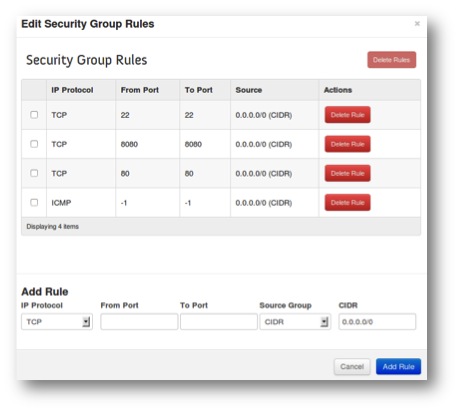 Edit Security Group Rules ×
Security Group Rules Delete Rules
IP Protocol From Port To Port Source Actions
TCP 22 22 0.0.0.0/0 (CIDR) Delete Rule
TCP 8080 8080 0.0.0.0/0 (CIDR) Delete Rule
TCP 80 80 0.0.0.0/0 (CIDR) Delete Rule
ICMP -1 -1 0.0.0.0/0 (CIDR) Delete Rule
Displaying 4 items
Add Rule
IP Protocol From Port To Port Source Group CIDR
TCP CIDR 0.0.0.0/0
Cancel Add Rule